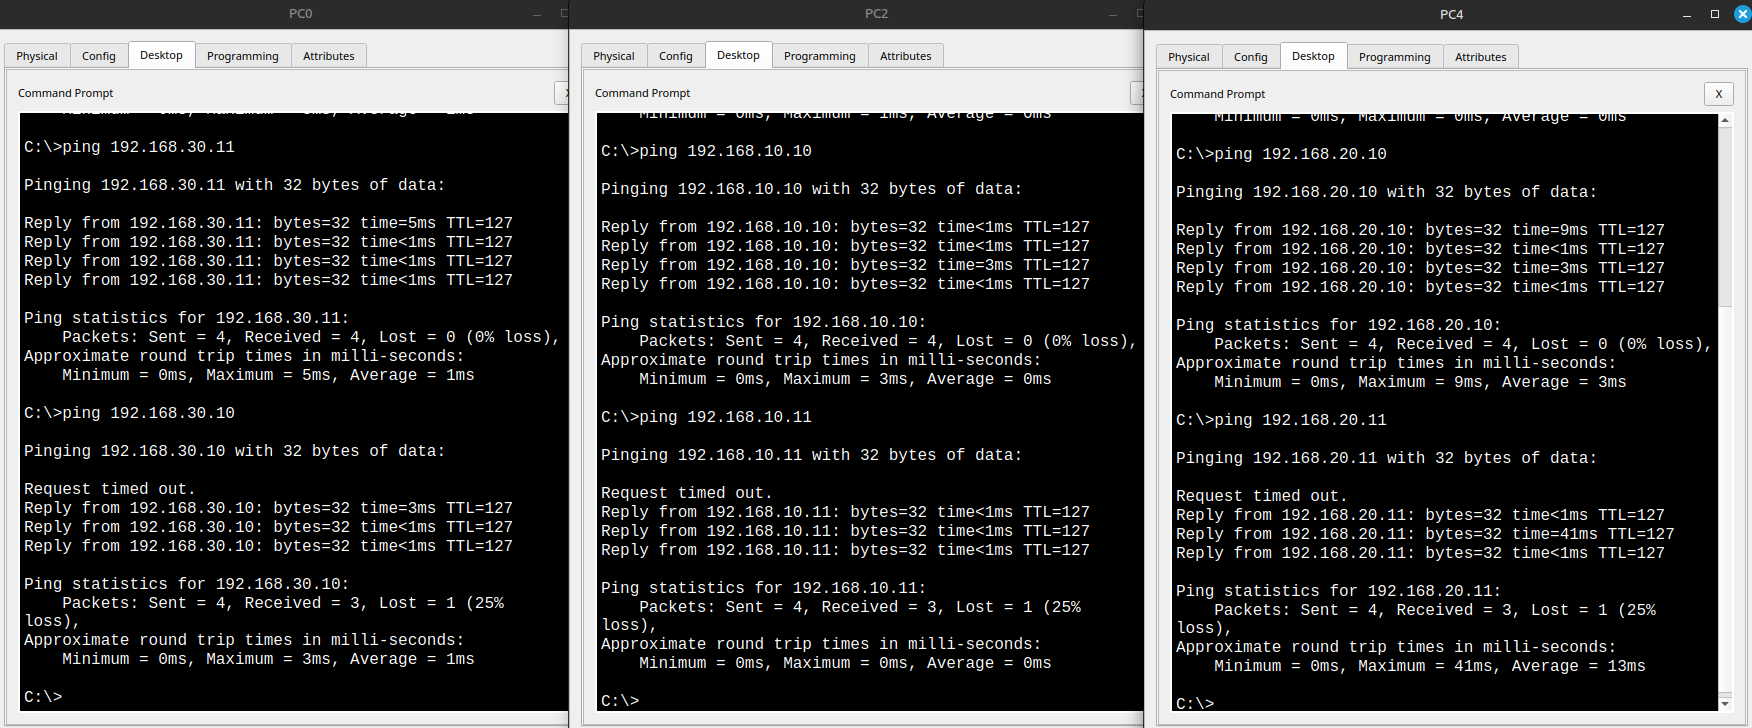 PC0
Physical Config Desktop Programming Attributes
Command Prompt
X
Minimum = 0ms, Maximum = 3ms, Average = 2ms
C:\>ping 192.168.30.11
Pinging 192.168.30.11 with 32 bytes of data:
Reply from 192.168.30.11: bytes=32 time=5ms TTL=127
Reply from 192.168.30.11: bytes=32 time<1ms TTL=127
Reply from 192.168.30.11: bytes=32 time<1ms TTL=127
Reply from 192.168.30.11: bytes=32 time<1ms TTL=127
Ping statistics for 192.168.30.11:
Packets: Sent = 4, Received = 4, Lost = 0 (0% loss),
Approximate round trip times in milli-seconds:
Minimum = 0ms, Maximum = 5ms, Average = 1ms
C:\>ping 192.168.30.10
Pinging 192.168.30.10 with 32 bytes of data:
Request timed out.
Reply from 192.168.30.10: bytes=32 time=3ms TTL=127
Reply from 192.168.30.10: bytes=32 time<1ms TTL=127
Reply from 192.168.30.10: bytes=32 time<1ms TTL=127
Ping statistics for 192.168.30.10:
Packets: Sent = 4, Received = 3, Lost = 1 (25%
loss),
Approximate round trip times in milli-seconds:
Minimum = 0ms, Maximum = 3ms, Average = 1ms
C:\>
PC2
Physical Config Desktop Programming Attributes
Command Prompt
Minimum = 0ms, Maximum = 1ms, Average = 0ms
C:\>ping 192.168.10.10
Pinging 192.168.10.10 with 32 bytes of data:
Reply from 192.168.10.10: bytes=32 time<1ms TTL=127
Reply from 192.168.10.10: bytes=32 time<1ms TTL=127
Reply from 192.168.10.10: bytes=32 time=3ms TTL=127
Reply from 192.168.10.10: bytes=32 time<1ms TTL=127
Ping statistics for 192.168.10.10:
Packets: Sent = 4, Received = 4, Lost = 0 (0% loss),
Approximate round trip times in milli-seconds:
Minimum = 0ms, Maximum = 3ms, Average = 0ms
C:\>ping 192.168.10.11
Pinging 192.168.10.11 with 32 bytes of data:
Request timed out.
Reply from 192.168.10.11: bytes=32 time<1ms TTL=127
Reply from 192.168.10.11: bytes=32 time<1ms TTL=127
Reply from 192.168.10.11: bytes=32 time<1ms TTL=127
Ping statistics for 192.168.10.11:
Packets: Sent = 4, Received = 3, Lost = 1 (25%
loss),
Approximate round trip times in milli-seconds:
Minimum = 0ms, Maximum = 0ms, Average = 0ms
C:\>
PC4
Physical Config Desktop Programming Attributes
Command Prompt
X
Minimum = 0ms, Maximum = 0ms, Average = 0ms
C:\>ping 192.168.20.10
Pinging 192.168.20.10 with 32 bytes of data:
Reply from 192.168.20.10: bytes=32 time=9ms TTL=127
Reply from 192.168.20.10: bytes=32 time<1ms TTL=127
Reply from 192.168.20.10: bytes=32 time=3ms TTL=127
Reply from 192.168.20.10: bytes=32 time<1ms TTL=127
Ping statistics for 192.168.20.10:
Packets: Sent = 4, Received = 4, Lost = 0 (0% loss),
Approximate round trip times in milli-seconds:
Minimum = 0ms, Maximum = 9ms, Average = 3ms
C:\>ping 192.168.20.11
Pinging 192.168.20.11 with 32 bytes of data:
Request timed out.
Reply from 192.168.20.11: bytes=32 time<1ms TTL=127
Reply from 192.168.20.11: bytes=32 time=41ms TTL=127
Reply from 192.168.20.11: bytes=32 time<1ms TTL=127
Ping statistics for 192.168.20.11:
Packets: Sent = 4, Received = 3, Lost = 1 (25%
loss),
Approximate round trip times in milli-seconds:
Minimum = 0ms, Maximum = 41ms, Average = 13ms
C:\>